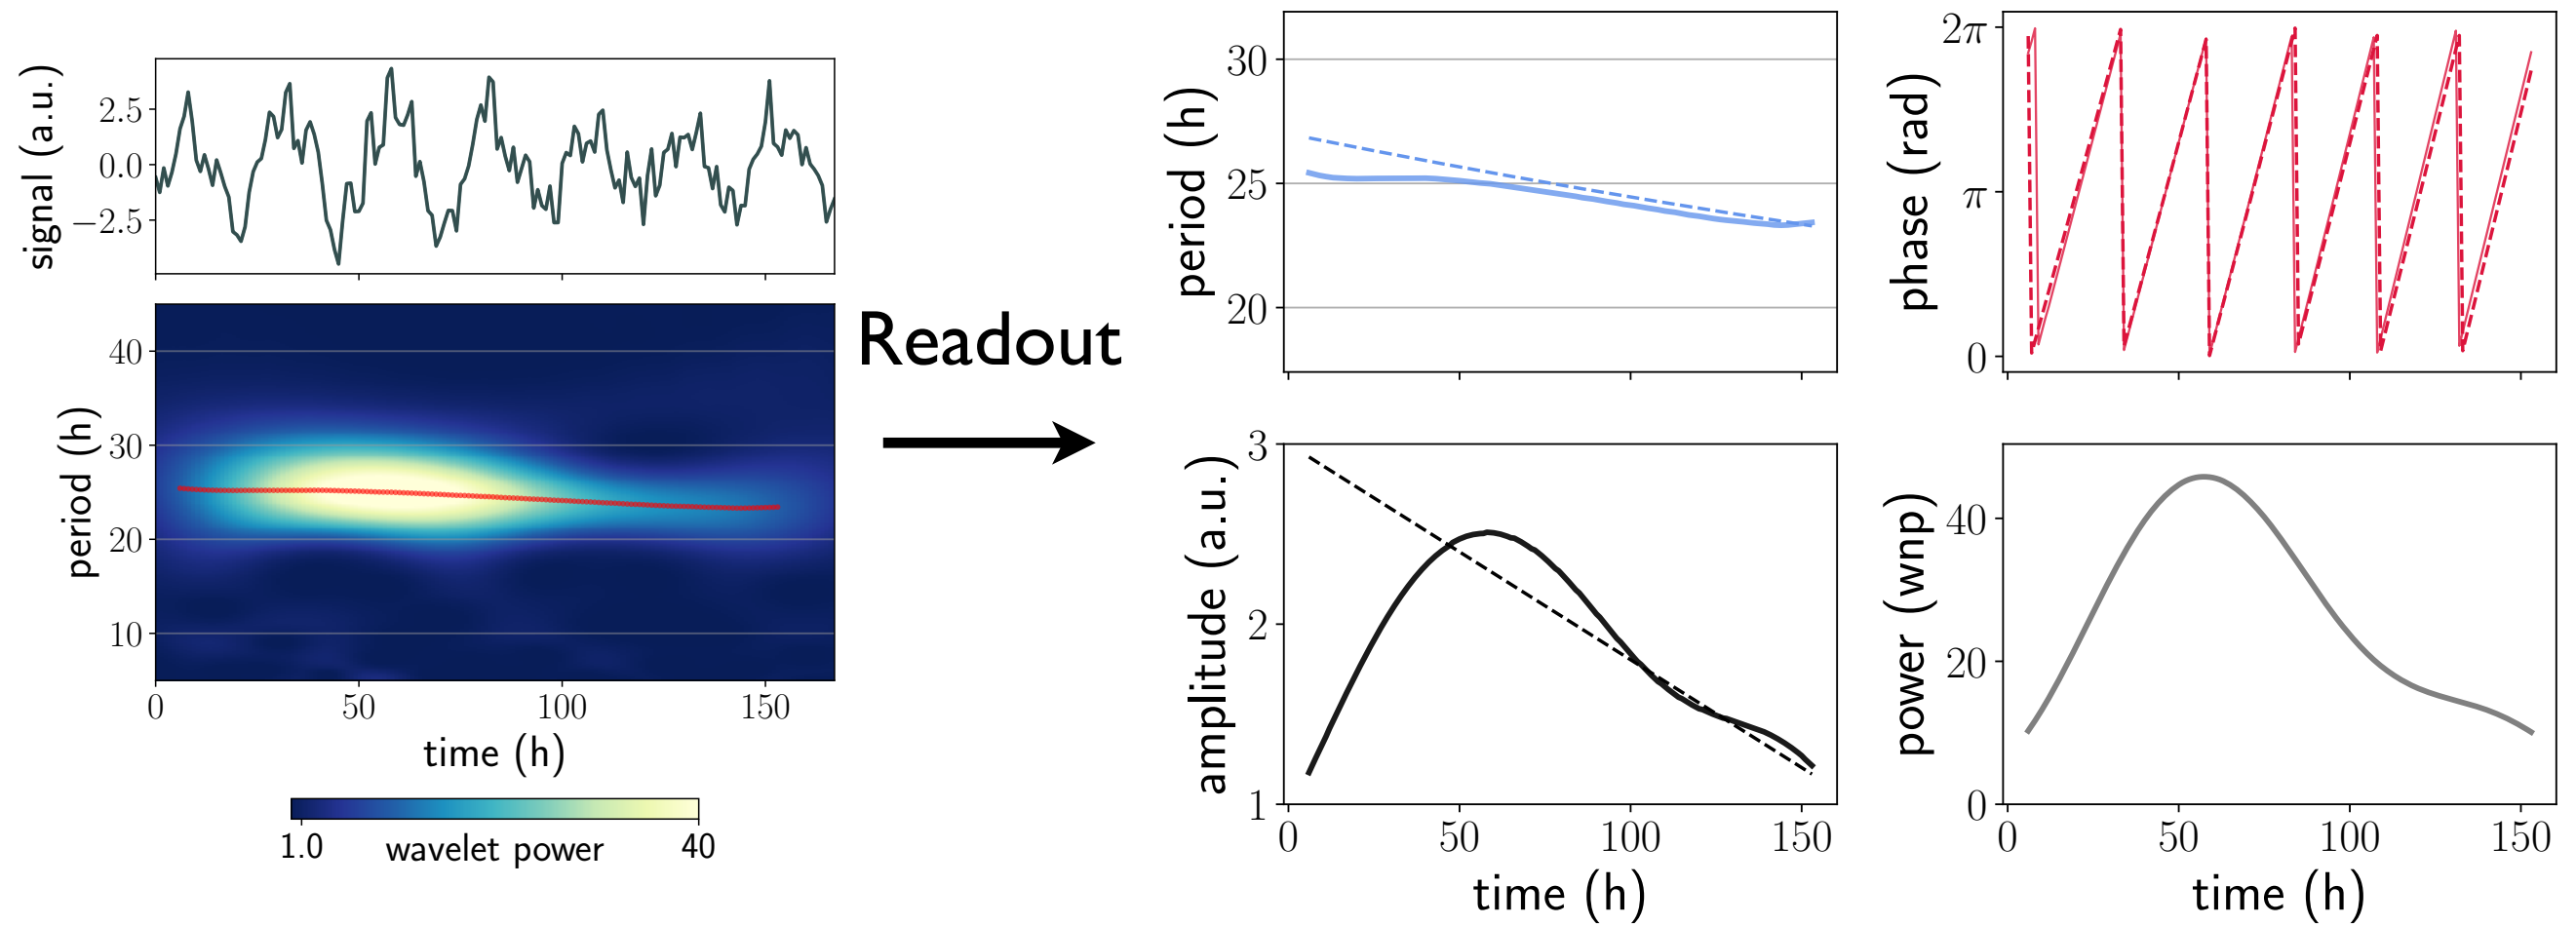 signal (a.u.)
2.5
0.0
−2.5
period (h)
40
30
20
10
0 50 100 150
time (h)
1.0 wavelet power 40
Readout
period (h)
30
25
20
phase (rad)
2π
π
0
amplitude (a.u.)
3
2
1
0 50 100 150
time (h)
power (wnp)
40
20
0
0 50 100 150
time (h)